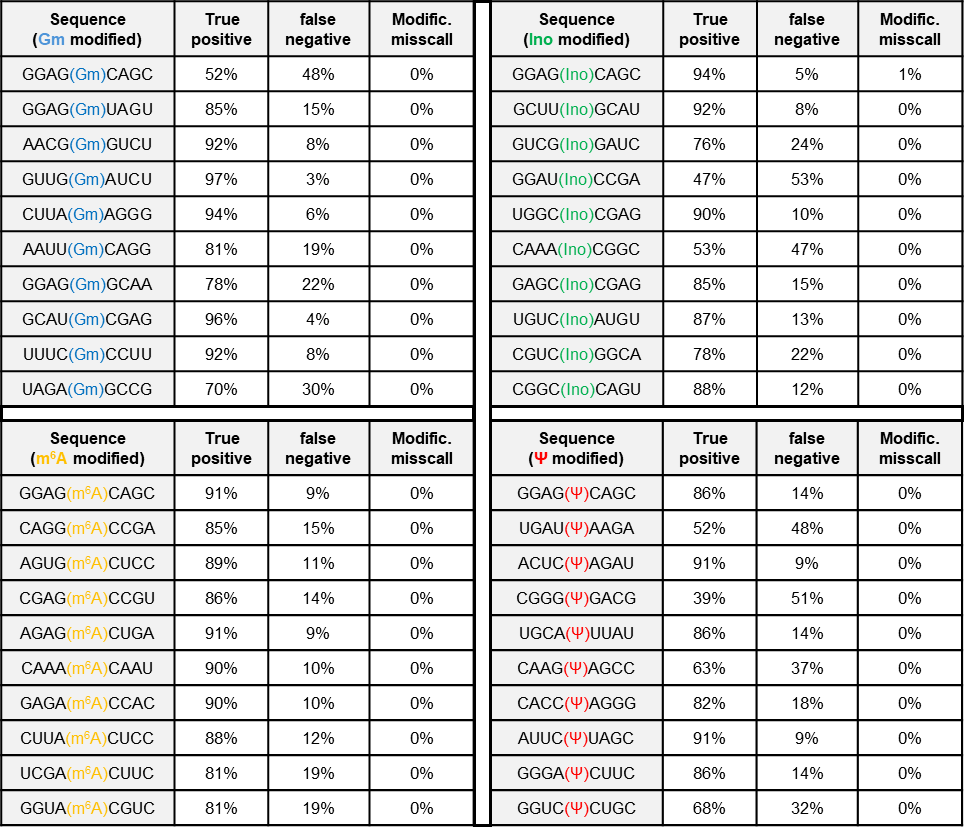 Sequence (Gm modified) True positive false negative Modific. misscall
GGAG(Gm)CAGC 52% 48% 0%
GGAG(Gm)UAGU 85% 15% 0%
AACG(Gm)GUCU 92% 8% 0%
GUUG(Gm)AUCU 97% 3% 0%
CUUA(Gm)AGGG 94% 6% 0%
AAUU(Gm)CAGG 81% 19% 0%
GGAG(Gm)GCAA 78% 22% 0%
GCAU(Gm)CGAG 96% 4% 0%
UUUC(Gm)CCUU 92% 8% 0%
UAGA(Gm)GCCG 70% 30% 0%
Sequence (Ino modified) True positive false negative Modific. misscall
GGAG(Ino)CAGC 94% 5% 1%
GCUU(Ino)GCAU 92% 8% 0%
GUCG(Ino)GAUC 76% 24% 0%
GGAU(Ino)CCGA 47% 53% 0%
UGGC(Ino)CGAG 90% 10% 0%
CAAA(Ino)CGGC 53% 47% 0%
GAGC(Ino)CGAG 85% 15% 0%
UGUC(Ino)AUGU 87% 13% 0%
CGUC(Ino)GGCA 78% 22% 0%
CGGC(Ino)CAGU 88% 12% 0%
Sequence (m⁶A modified) True positive false negative Modific. misscall
GGAG(m⁶A)CAGC 91% 9% 0%
CAGG(m⁶A)CCGA 85% 15% 0%
AGUG(m⁶A)CUCC 89% 11% 0%
CGAG(m⁶A)CCGU 86% 14% 0%
AGAG(m⁶A)CUGA 91% 9% 0%
CAAA(m⁶A)CAAU 90% 10% 0%
GAGA(m⁶A)CCAC 90% 10% 0%
CUUA(m⁶A)CUCC 88% 12% 0%
UCGA(m⁶A)CUUC 81% 19% 0%
GGUA(m⁶A)CGUC 81% 19% 0%
Sequence (Ψ modified) True positive false negative Modific. misscall
GGAG(Ψ)CAGC 86% 14% 0%
UGAU(Ψ)AAGA 52% 48% 0%
ACUC(Ψ)AGAU 91% 9% 0%
CGGG(Ψ)GACG 39% 51% 0%
UGCA(Ψ)UUAU 86% 14% 0%
CAAG(Ψ)AGCC 63% 37% 0%
CACC(Ψ)AGGG 82% 18% 0%
AUUC(Ψ)UAGC 91% 9% 0%
GGGA(Ψ)CUUC 86% 14% 0%
GGUC(Ψ)CUGC 68% 32% 0%